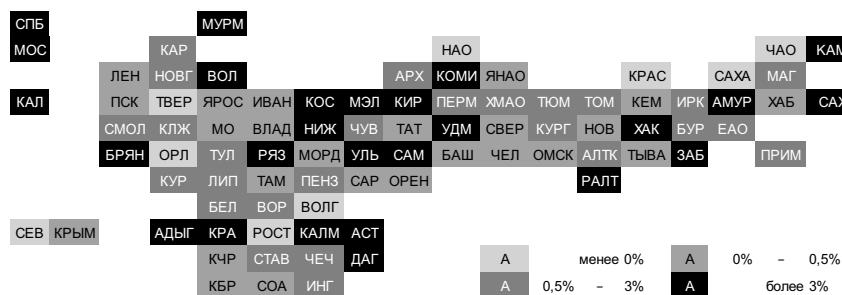 СПБ МУРМ
МОС КАР НАО ЧАО КАМ
ЛЕН НОВГ ВОЛ АРХ КОМИ ЯНАО КРАС САХА МАГ
КАЛ ПСК ТВЕР ЯРОС ИВАН КОС МЭЛ КИР ПЕРМ ХМАО ТЮМ ТОМ КЕМ ИРК АМУР ХАБ САХ
СМОЛ КЛЖ МО ВЛАД НИЖ ЧУВ ТАТ УДМ СВЕР КУРГ НОВ ХАК БУР ЕАО
БРЯН ОРЛ ТУЛ РЯЗ МОРД УЛЬ САМ БАШ ЧЕЛ ОМСК АЛТК ТЫВА ЗАБ ПРИМ
КУР ЛИП ТАМ ПЕНЗ САР ОРЕН РАЛТ
БЕЛ ВОР ВОЛГ
СЕВ КРЫМ АДЫГ КРА РОСТ КАЛМ АСТ
КЧР СТАВ ЧЕЧ ДАГ А менее 0% А 0% – 0,5%
КБР СОА ИНГ А 0,5% – 3% А более 3%